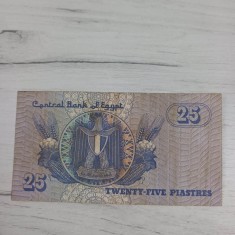 Central Bank of Egypt
25
25
TWENTY-FIVE PIASTRES